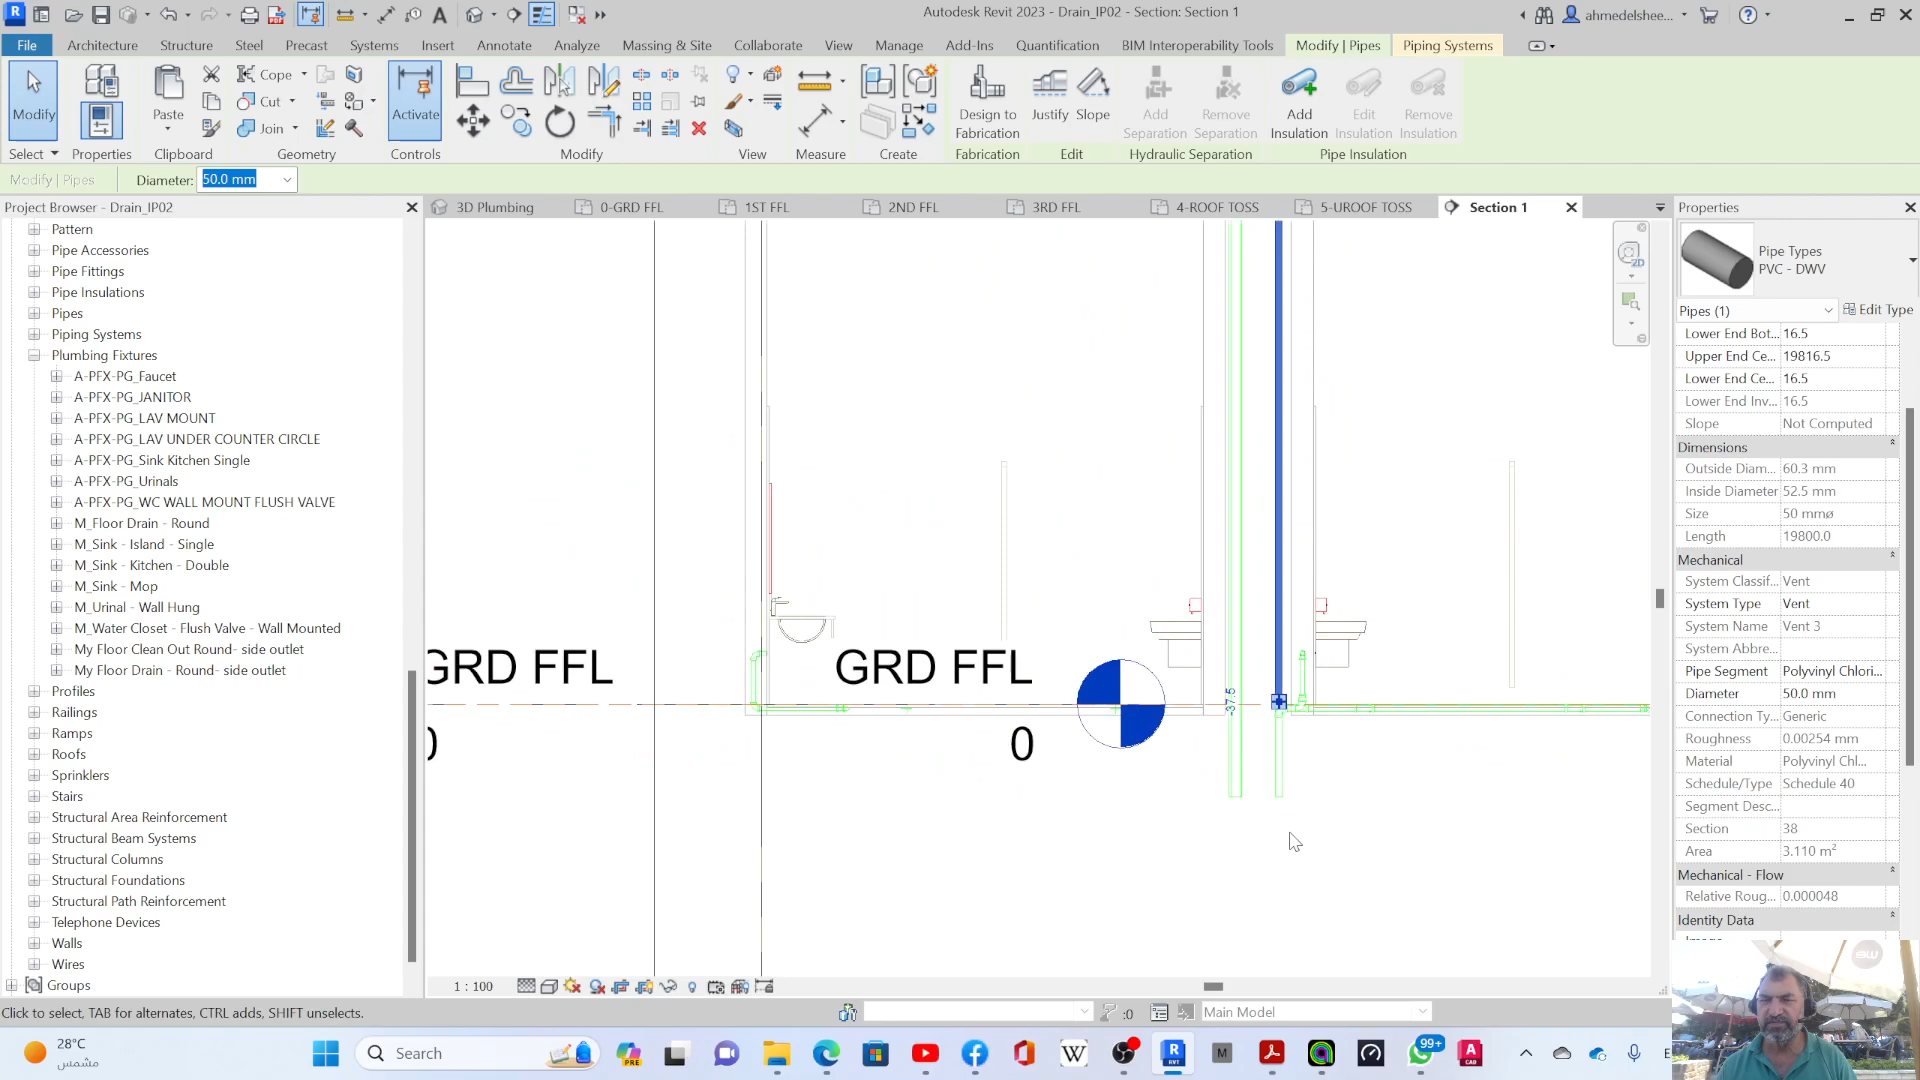 Autodesk Revit 2023 - Drain_IP02 - Section: Section 1
ahmedelshee...
File Architecture Structure Steel Precast Systems Insert Annotate Analyze Massing & Site Collaborate View Manage Add-Ins Quantification BIM Interoperability Tools Modify | Pipes Piping Systems
Modify
Paste
Cope
Cut
Join
Activate
Design to Fabrication
Justify Slope
Add Separation
Remove Separation
Add Insulation
Edit Insulation
Remove Insulation
Select Properties Clipboard Geometry Controls Modify View Measure Create Fabrication Edit Hydraulic Separation Pipe Insulation
Modify | Pipes Diameter: 50.0 mm
Project Browser - Drain_IP02
3D Plumbing 0-GRD FFL 1ST FFL 2ND FFL 3RD FFL 4-ROOF TOSS 5-UROOF TOSS Section 1
Properties
Pattern
Pipe Accessories
Pipe Fittings
Pipe Insulations
Pipes
Piping Systems
Plumbing Fixtures
A-PFX-PG_Faucet
A-PFX-PG_JANITOR
A-PFX-PG_LAV MOUNT
A-PFX-PG_LAV UNDER COUNTER CIRCLE
A-PFX-PG_Sink Kitchen Single
A-PFX-PG_Urinals
A-PFX-PG_WC WALL MOUNT FLUSH VALVE
M_Floor Drain - Round
M_Sink - Island - Single
M_Sink - Kitchen - Double
M_Sink - Mop
M_Urinal - Wall Hung
M_Water Closet - Flush Valve - Wall Mounted
My Floor Clean Out Round- side outlet
My Floor Drain - Round- side outlet
Profiles
Railings
Ramps
Roofs
Sprinklers
Stairs
Structural Area Reinforcement
Structural Beam Systems
Structural Columns
Structural Foundations
Structural Path Reinforcement
Telephone Devices
Walls
Wires
Groups
GRD FFL
GRD FFL
0
0
-37.5
2D
Pipe Types
PVC - DWV
Pipes (1) Edit Type
Lower End Bot... 16.5
Upper End Ce... 19816.5
Lower End Ce... 16.5
Lower End Inv... 16.5
Slope Not Computed
Dimensions
Outside Diam... 60.3 mm
Inside Diameter 52.5 mm
Size 50 mmø
Length 19800.0
Mechanical
System Classif... Vent
System Type Vent
System Name Vent 3
System Abbre...
Pipe Segment Polyvinyl Chlori...
Diameter 50.0 mm
Connection Ty... Generic
Roughness 0.00254 mm
Material Polyvinyl Chl...
Schedule/Type Schedule 40
Segment Desc...
Section 38
Area 3.110 m²
Mechanical - Flow
Relative Roug... 0.000048
Identity Data
1 : 100
Click to select, TAB for alternates, CTRL adds, SHIFT unselects.
:0
Main Model
28°C
مشمس
Search
PRE
99+